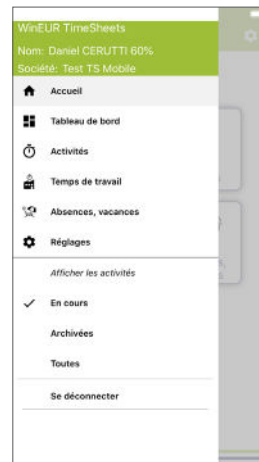 WinEUR TimeSheets
Nom: Daniel CERUTTI 60%
Société: Test TS Mobile
Accueil
Tableau de bord
Activités
Temps de travail
Absences, vacances
Réglages
Afficher les activités
En cours
Archivées
Toutes
Se déconnecter